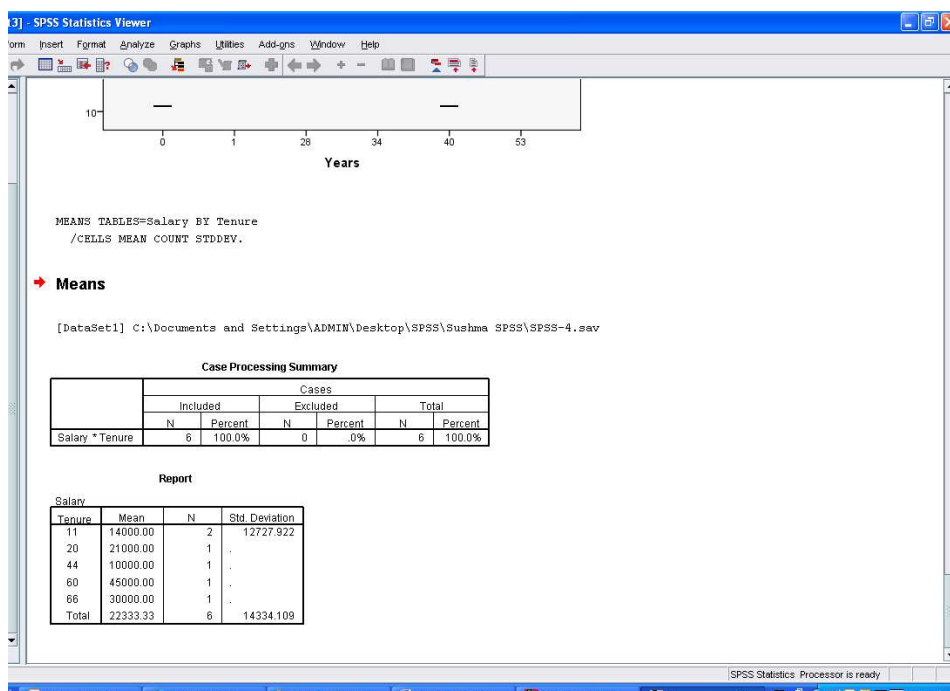 t3] - SPSS Statistics Viewer
orm Insert Format Analyze Graphs Utilities Add-ons Window Help
10
0 1 28 34 40 53
Years
MEANS TABLES=Salary BY Tenure
/CELLS MEAN COUNT STDDEV.
Means
[DataSet1] C:\Documents and Settings\ADMIN\Desktop\SPSS\Sushma SPSS\SPSS-4.sav
Case Processing Summary
Cases
Included Excluded Total
N Percent N Percent N Percent
Salary * Tenure 6 100.0% 0 .0% 6 100.0%
Report
Salary
Tenure Mean N Std. Deviation
11 14000.00 2 12727.922
20 21000.00 1 .
44 10000.00 1 .
60 45000.00 1 .
66 30000.00 1 .
Total 22333.33 6 14334.109
SPSS Statistics Processor is ready